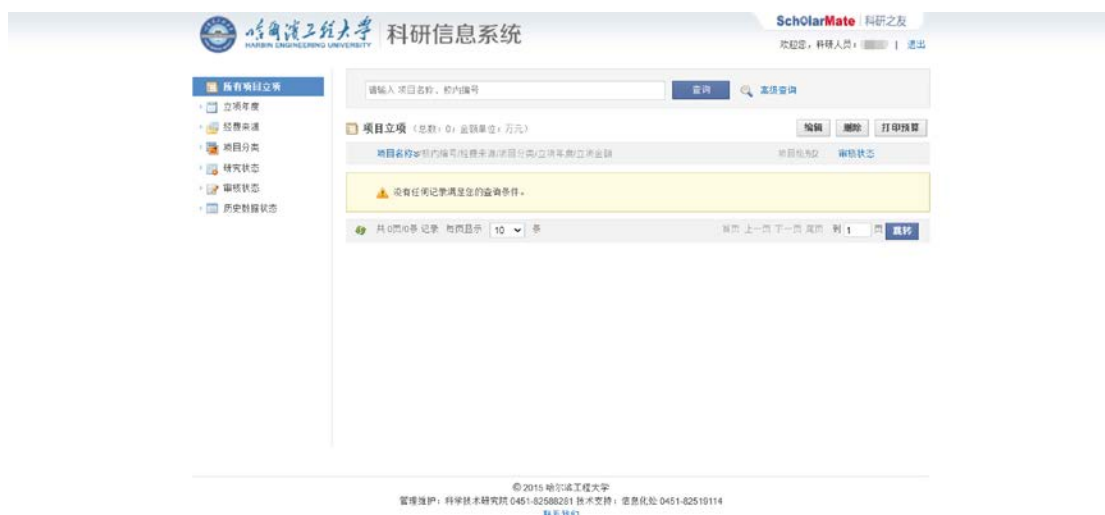 哈尔滨工程大学
HARBIN ENGINEERING UNIVERSITY
科研信息系统
SchOlarMate 科研之友
欢迎您，科研人员： | 退出
所有项目立项
立项年度
经费来源
项目分类
研究状态
审核状态
历史数据状态
请输入 项目名称、校内编号
查询
高级查询
项目立项（总数：0；金额单位：万元）
编辑 删除 打印预算
项目名称/校内编号/经费来源/项目分类/立项年度/立项金额
审核状态
没有任何记录满足您的查询条件。
共0页/0条 记录 每页显示 10 条
首页 上一页 下一页 尾页 到 1 页 跳转
© 2015 哈尔滨工程大学
管理维护：科学技术研究院 0451-82588281 技术支持：信息化处 0451-82519114
联系我们